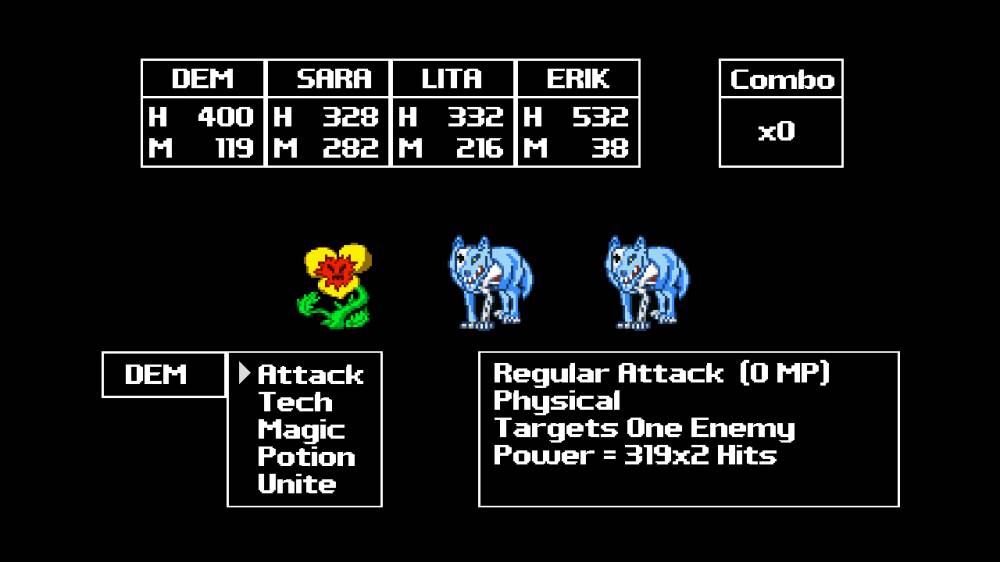 DEM SARA LITA ERIK Combo
H 400 H 328 H 332 H 532 x0
M 119 M 282 M 216 M 38
DEM
Attack
Tech
Magic
Potion
Unite
Regular Attack (0 MP)
Physical
Targets One Enemy
Power = 319x2 Hits